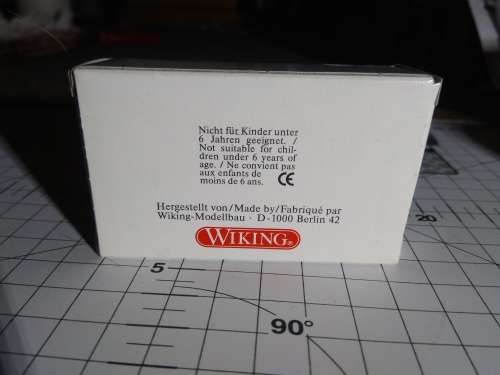 Nicht für Kinder unter
6 Jahren geeignet. /
Not suitable for chil-
dren under 6 years of
age. / Ne convient pas
aux enfants de
moins de 6 ans. CE
Hergestellt von/Made by/Fabriqué par
Wiking-Modellbau · D-1000 Berlin 42
WIKING®
20
5
90°